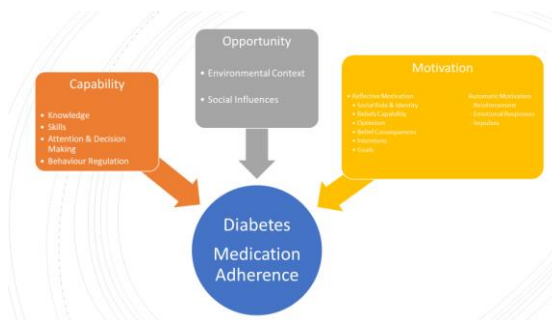 Opportunity
• Environmental Context
• Social Influences
Capability
• Knowledge
• Skills
• Attention & Decision
Making
• Behaviour Regulation
Motivation
• Reflective Motivation
• Social Role & Identity
• Beliefs Capability
• Optimism
• Belief Consequences
• Intentions
• Goals
Automatic Motivation
Reinforcement
Emotional Responses
Impulses
Diabetes
Medication
Adherence